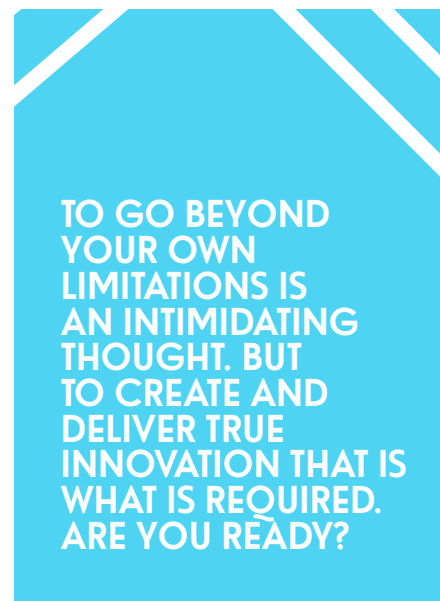 TO GO BEYOND
YOUR OWN
LIMITATIONS IS
AN INTIMIDATING
THOUGHT. BUT
TO CREATE AND
DELIVER TRUE
INNOVATION THAT IS
WHAT IS REQUIRED.
ARE YOU READY?